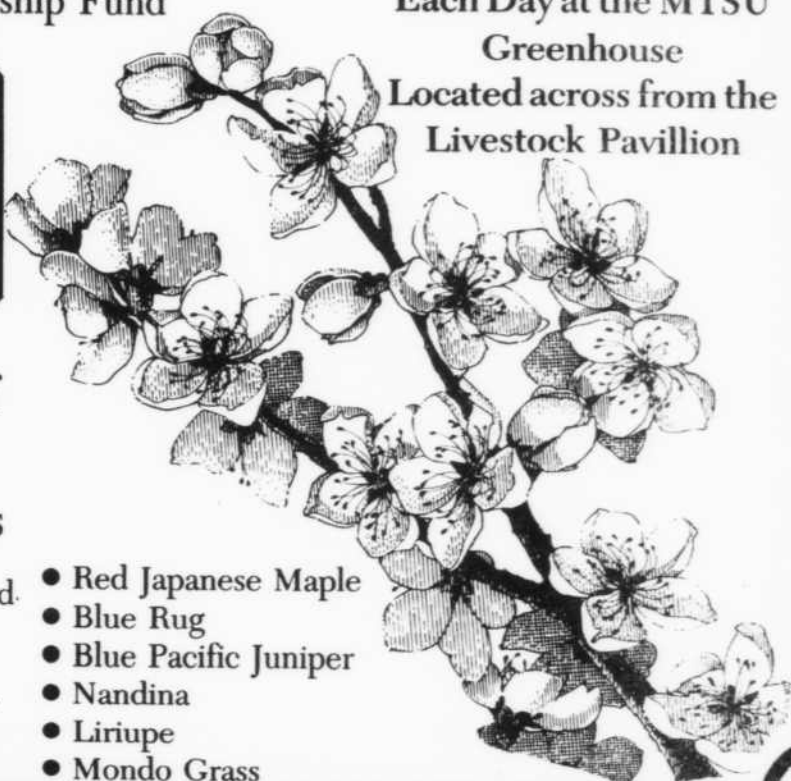 ship Fund
Each Day at the MTSU
Greenhouse
Located across from the
Livestock Pavillion
● Red Japanese Maple
● Blue Rug
● Blue Pacific Juniper
● Nandina
● Liriupe
● Mondo Grass